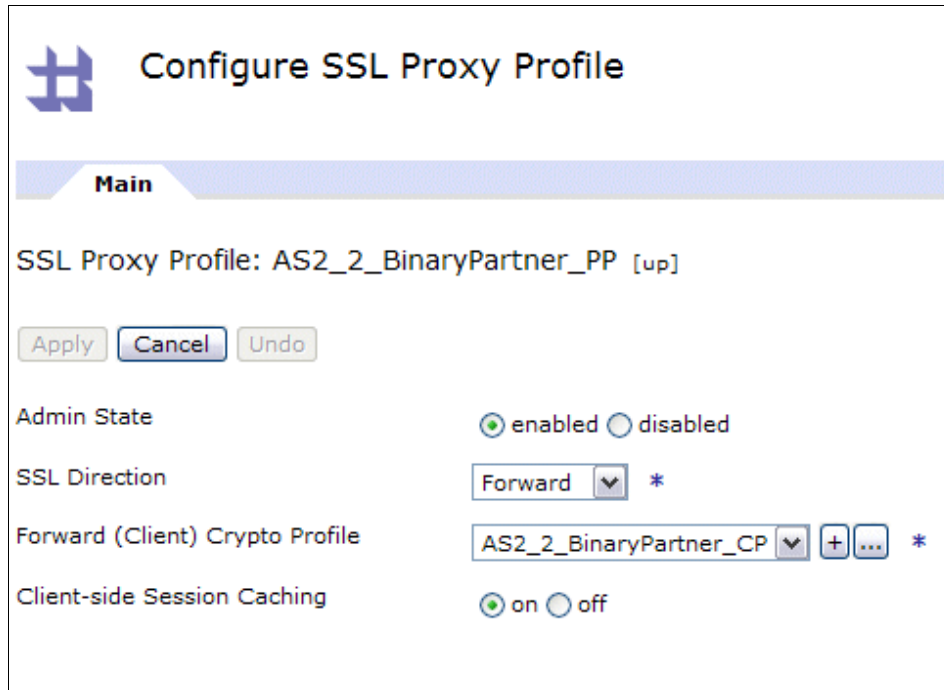 Configure SSL Proxy Profile
Main
SSL Proxy Profile: AS2_2_BinaryPartner_PP [up]
Apply Cancel Undo
Admin State enabled disabled
SSL Direction Forward *
Forward (Client) Crypto Profile AS2_2_BinaryPartner_CP + ... *
Client-side Session Caching on off